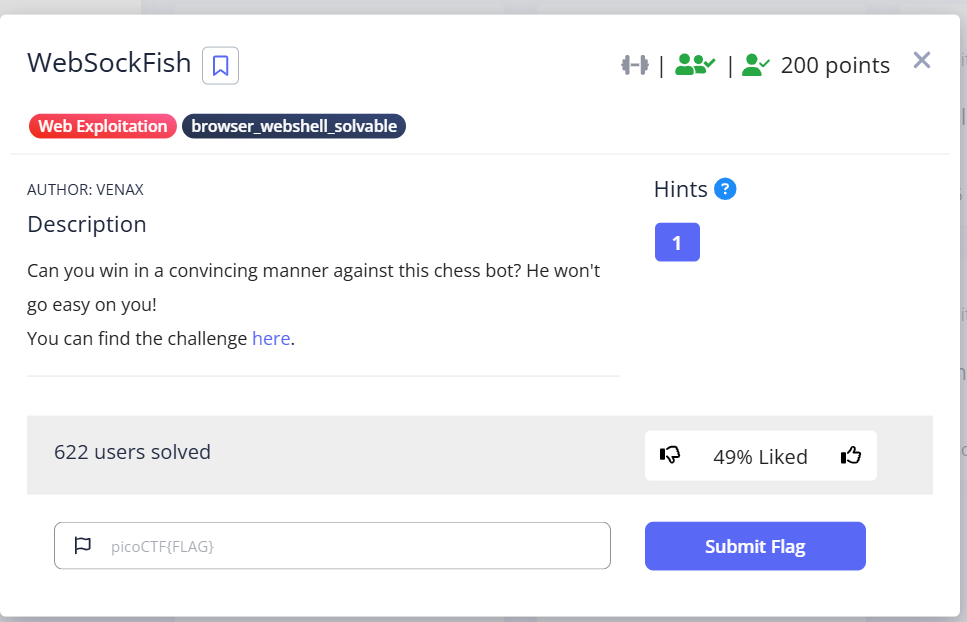 WebSockFish
| | 200 points
Web Exploitation browser_webshell_solvable
AUTHOR: VENAX
Hints ?
Description
1
Can you win in a convincing manner against this chess bot? He won't
go easy on you!
You can find the challenge here.
622 users solved
49% Liked
picoCTF{FLAG}
Submit Flag